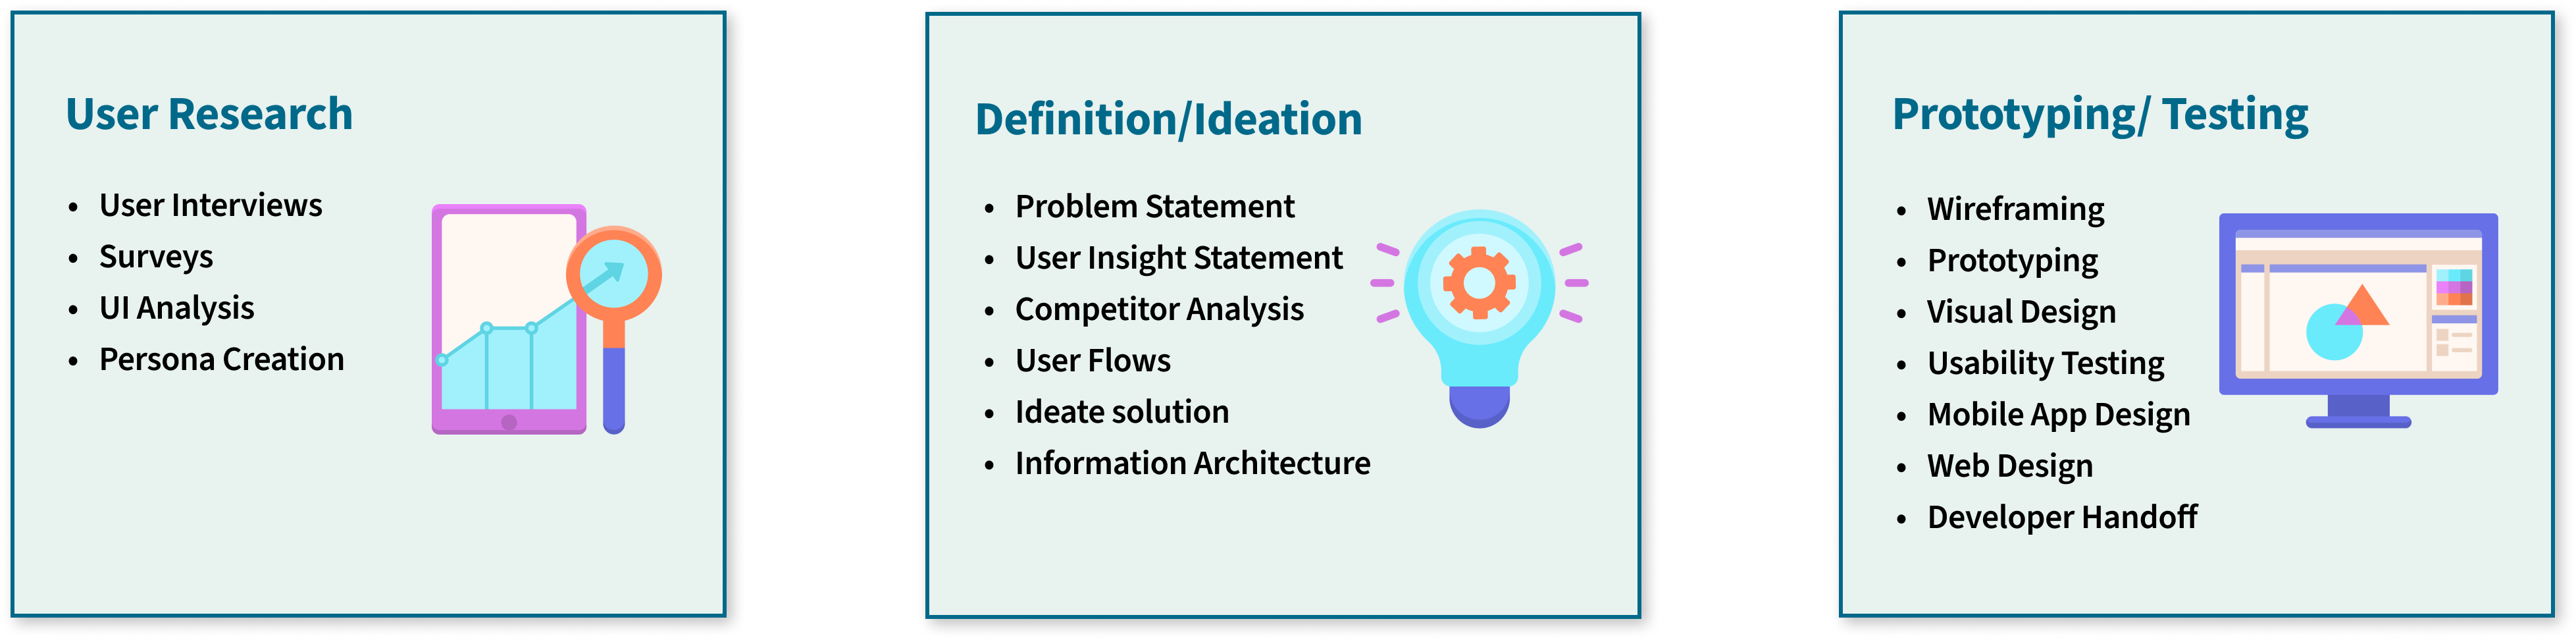 User Research
• User Interviews
• Surveys
• UI Analysis
• Persona Creation
Definition/Ideation
• Problem Statement
• User Insight Statement
• Competitor Analysis
• User Flows
• Ideate solution
• Information Architecture
Prototyping/ Testing
• Wireframing
• Prototyping
• Visual Design
• Usability Testing
• Mobile App Design
• Web Design
• Developer Handoff